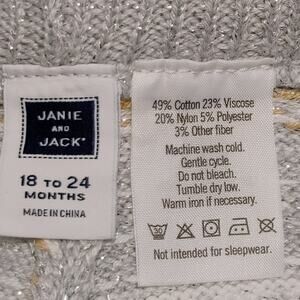 JANIE
AND
JACK
18 TO 24
MONTHS
MADE IN CHINA
49% Cotton 23% Viscose
20% Nylon 5% Polyester
3% Other fiber
Machine wash cold.
Gentle cycle.
Do not bleach.
Tumble dry low.
Warm iron if necessary.
30
Not intended for sleepwear.